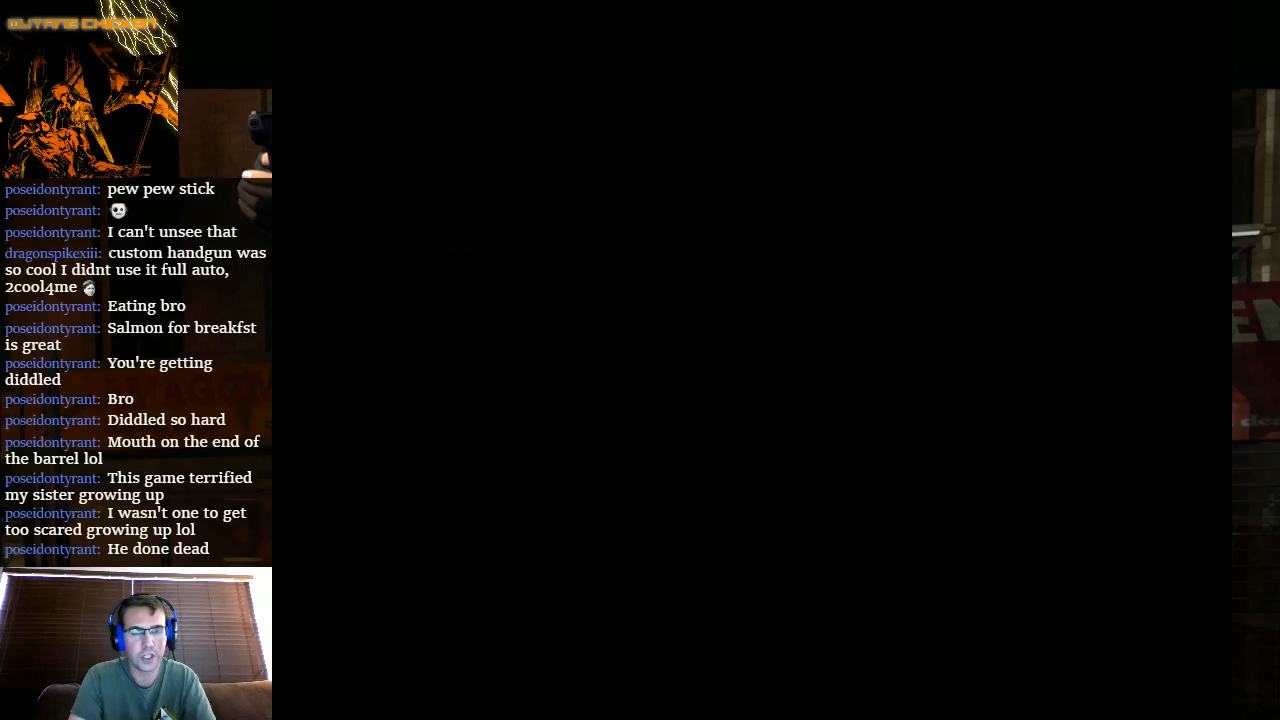 WUTANG CHICKEN
poseidontyrant: pew pew stick
poseidontyrant:
poseidontyrant: I can't unsee that
dragonspikexiii: custom handgun was
so cool I didnt use it full auto,
2cool4me
poseidontyrant: Eating bro
poseidontyrant: Salmon for breakfst
is great
poseidontyrant: You're getting
diddled
poseidontyrant: Bro
poseidontyrant: Diddled so hard
poseidontyrant: Mouth on the end of
the barrel lol
poseidontyrant: This game terrified
my sister growing up
poseidontyrant: I wasn't one to get
too scared growing up lol
poseidontyrant: He done dead